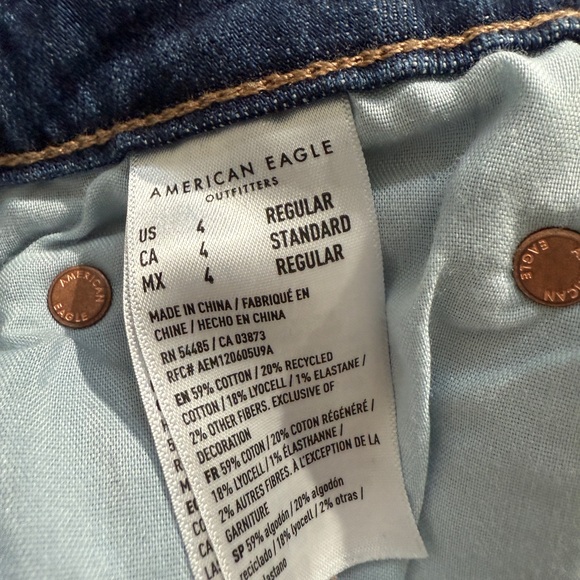 AMERICAN EAGLE
OUTFITTERS
US 4 REGULAR
CA 4 STANDARD
MX 4 REGULAR
MADE IN CHINA / FABRIQUÉ EN
CHINE / HECHO EN CHINA
RN 54485 / CA 03873
RFC# AEM120605U9A
EN 59% COTTON / 20% RECYCLED
COTTON / 18% LYOCELL / 1% ELASTANE /
2% OTHER FIBERS. EXCLUSIVE OF
DECORATION
FR 59% COTON / 20% COTON RÉGÉNÉRÉ /
18% LYOCELL / 1% ÉLASTHANNE /
2% AUTRES FIBRES. À L'EXCEPTION DE LA
GARNITURE
SP 59% algodón / 20% algodón
reciclado / 18% lyocell / 2% otras /
elastano
AMERICAN
EAGLE
AMERICAN
EAGLE